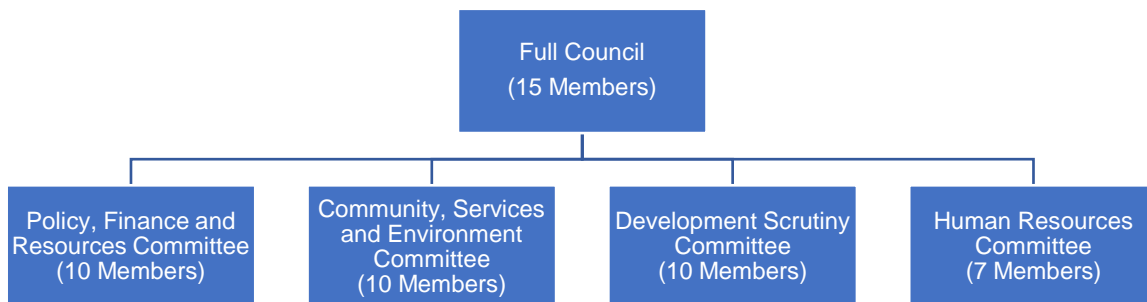 Full Council
(15 Members)
Policy, Finance and
Resources Committee
(10 Members)
Community, Services
and Environment
Committee
(10 Members)
Development Scrutiny
Committee
(10 Members)
Human Resources
Committee
(7 Members)